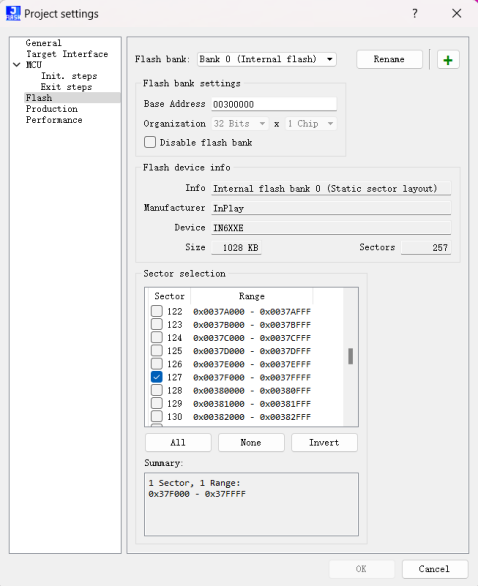 Project settings
General
Target Interface
MCU
Init. steps
Exit steps
Flash
Production
Performance
Flash bank: Bank 0 (Internal flash) Rename
Flash bank settings
Base Address 00300000
Organization 32 Bits x 1 Chip
Disable flash bank
Flash device info
Info Internal flash bank 0 (Static sector layout)
Manufacturer InPlay
Device IN6XXE
Size 1028 KB Sectors 257
Sector selection
Sector Range
122 0x0037A000 - 0x0037AFFF
123 0x0037B000 - 0x0037BFFF
124 0x0037C000 - 0x0037CFFF
125 0x0037D000 - 0x0037DFFF
126 0x0037E000 - 0x0037EFFF
127 0x0037F000 - 0x0037FFFF
128 0x00380000 - 0x00380FFF
129 0x00381000 - 0x00381FFF
130 0x00382000 - 0x00382FFF
All None Invert
Summary:
1 Sector, 1 Range:
0x37F000 - 0x37FFFF
OK Cancel